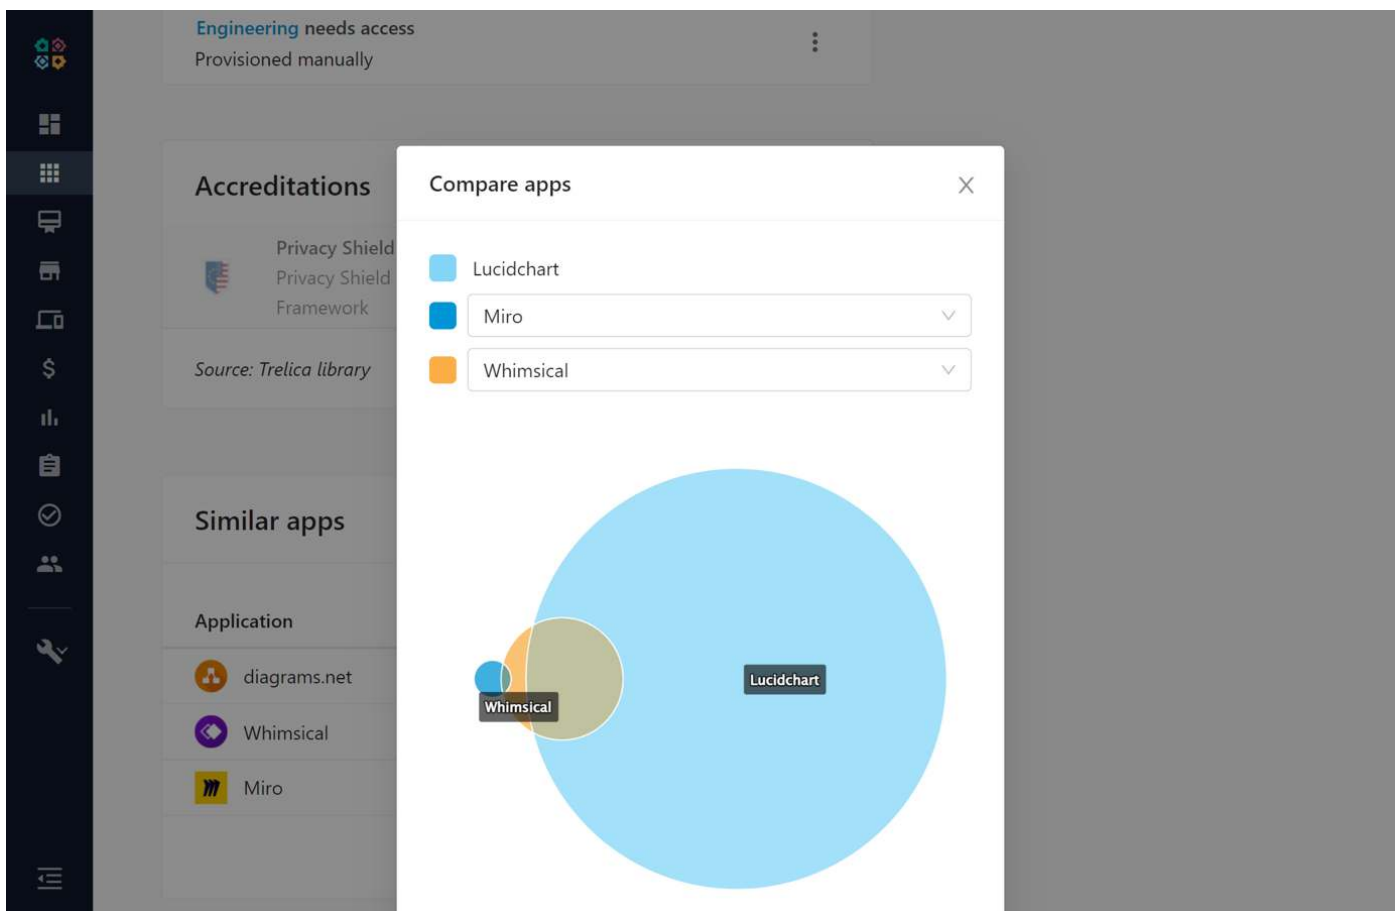 Engineering needs access
Provisioned manually
Accreditations
Privacy Shield
Privacy Shield
Framework
Source: Trelica library
Similar apps
Application
diagrams.net
Whimsical
Miro
Compare apps
Lucidchart
Miro
Whimsical
Lucidchart
Whimsical